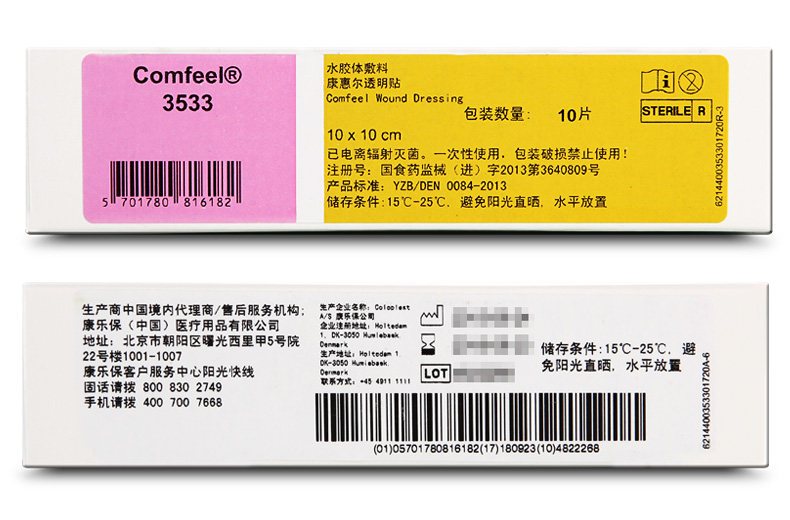 Comfeel®
3533
5 701780 816182
水胶体敷料
康惠尔透明贴
Comfeel Wound Dressing
包装数量: 10片
10 x 10 cm
已电离辐射灭菌。一次性使用，包装破损禁止使用！
注册号：国食药监械（进）字2013第3640809号
产品标准：YZB/DEN 0084-2013
储存条件:15℃-25℃，避免阳光直晒，水平放置
i
2
STERILE R
6214400353301720R-3
生产商中国境内代理商/售后服务机构;
康乐保（中国）医疗用品有限公司
地址：北京市朝阳区曙光西里甲5号院
22号楼1001-1007
康乐保客户服务中心阳光快线
固话请拨 800 830 2749
手机请拨 400 700 7668
生产企业名称：Coloplast
A/S 康乐保公司
企业注册地址：Holtedam
1, DK-3050 Humlebaek,
Denmark
生产地址：Holtedam 1,
DK-3050 Humlebaek,
Denmark
联系方式：+45 4911 1111
LOT
储存条件:15℃-25℃，避
免阳光直晒，水平放置
(01)05701780816182(17)180923(10)4822268
6214400353301720A-6